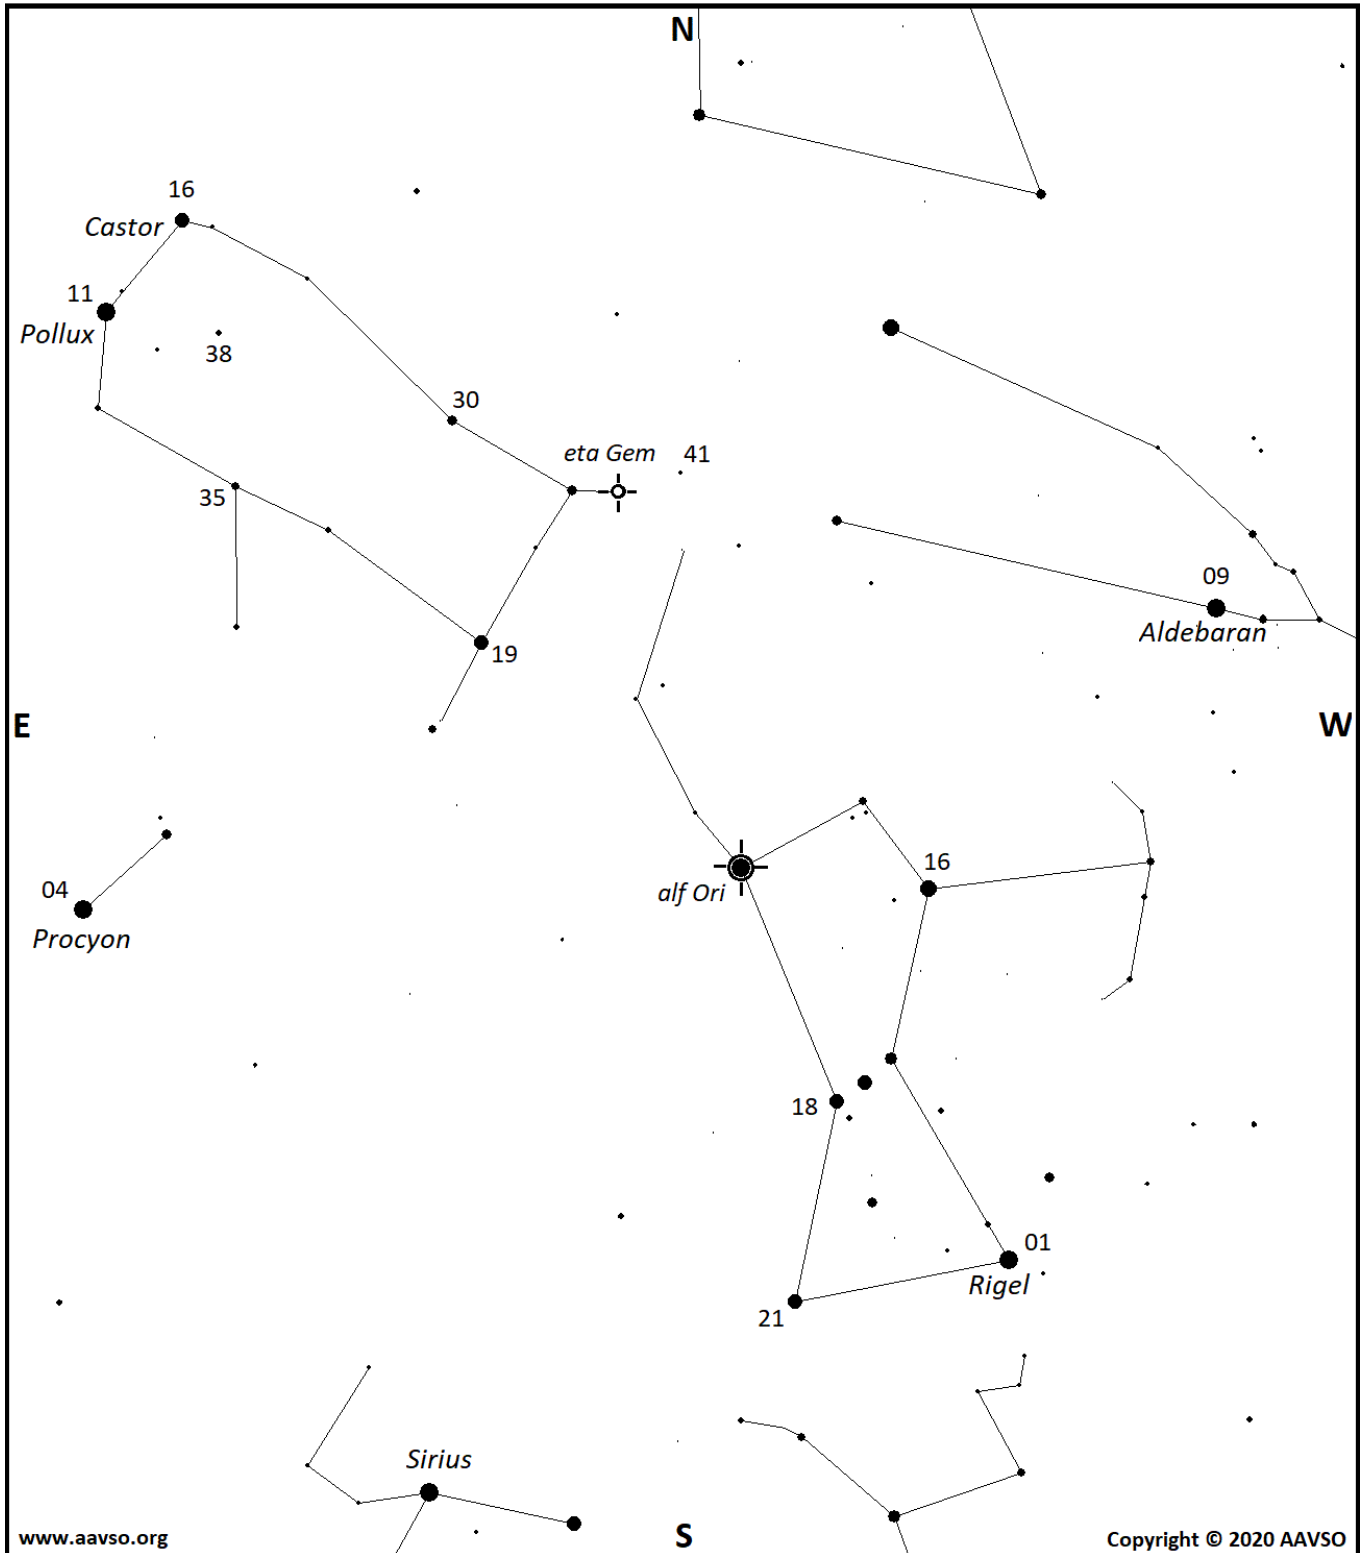 N
16
Castor
11
Pollux
38
30
eta Gem
41
35
09
Aldebaran
19
E
W
16
04
alf Ori
Procyon
18
01
Rigel
21
Sirius
www.aavso.org
S
Copyright © 2020 AAVSO